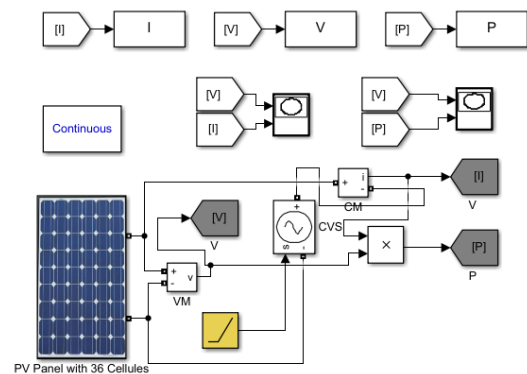 [I] I [V] V [P] P
[V] [V]
[I] [P]
Continuous
+ i
-
CM
[I]
V
[V]
V
+
CVS
s -
×
[P]
P
+
- v
VM
PV Panel with 36 Cellules